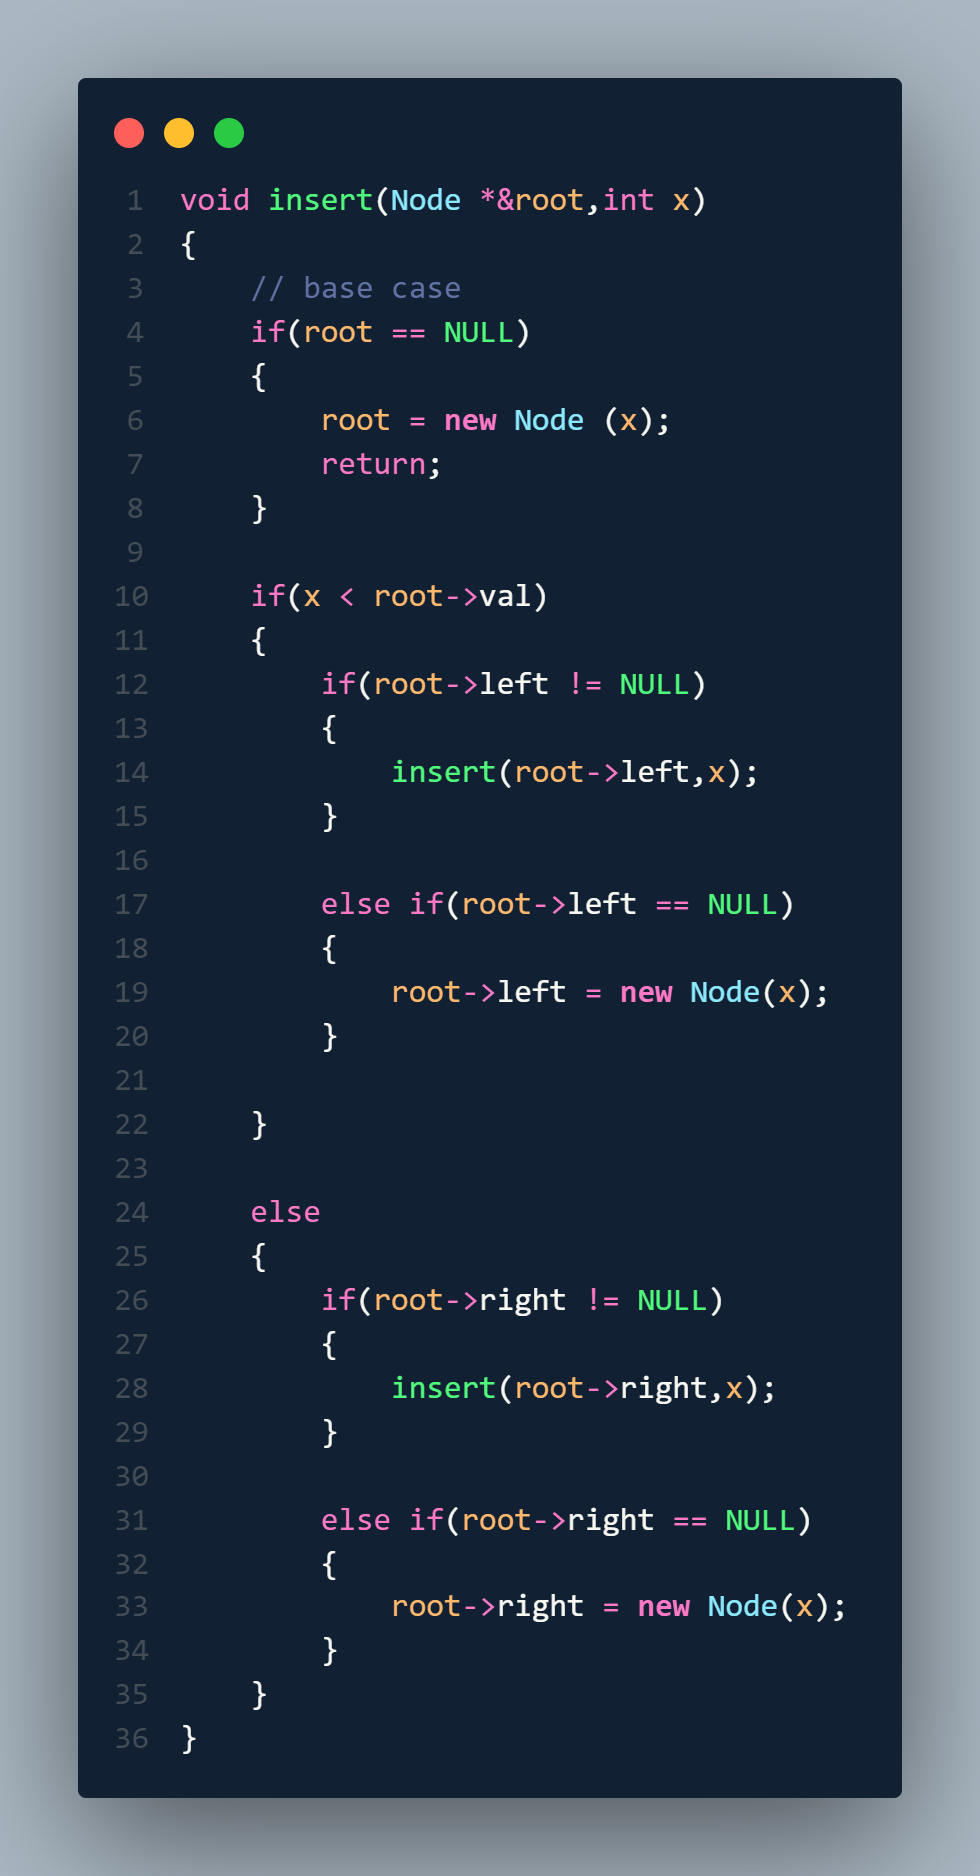 1 void insert(Node *&root,int x)
2 {
3     // base case
4     if(root == NULL)
5     {
6         root = new Node (x);
7         return;
8     }
9
10     if(x < root->val)
11     {
12         if(root->left != NULL)
13         {
14             insert(root->left,x);
15         }
16
17         else if(root->left == NULL)
18         {
19             root->left = new Node(x);
20         }
21
22     }
23
24     else
25     {
26         if(root->right != NULL)
27         {
28             insert(root->right,x);
29         }
30
31         else if(root->right == NULL)
32         {
33             root->right = new Node(x);
34         }
35     }
36 }